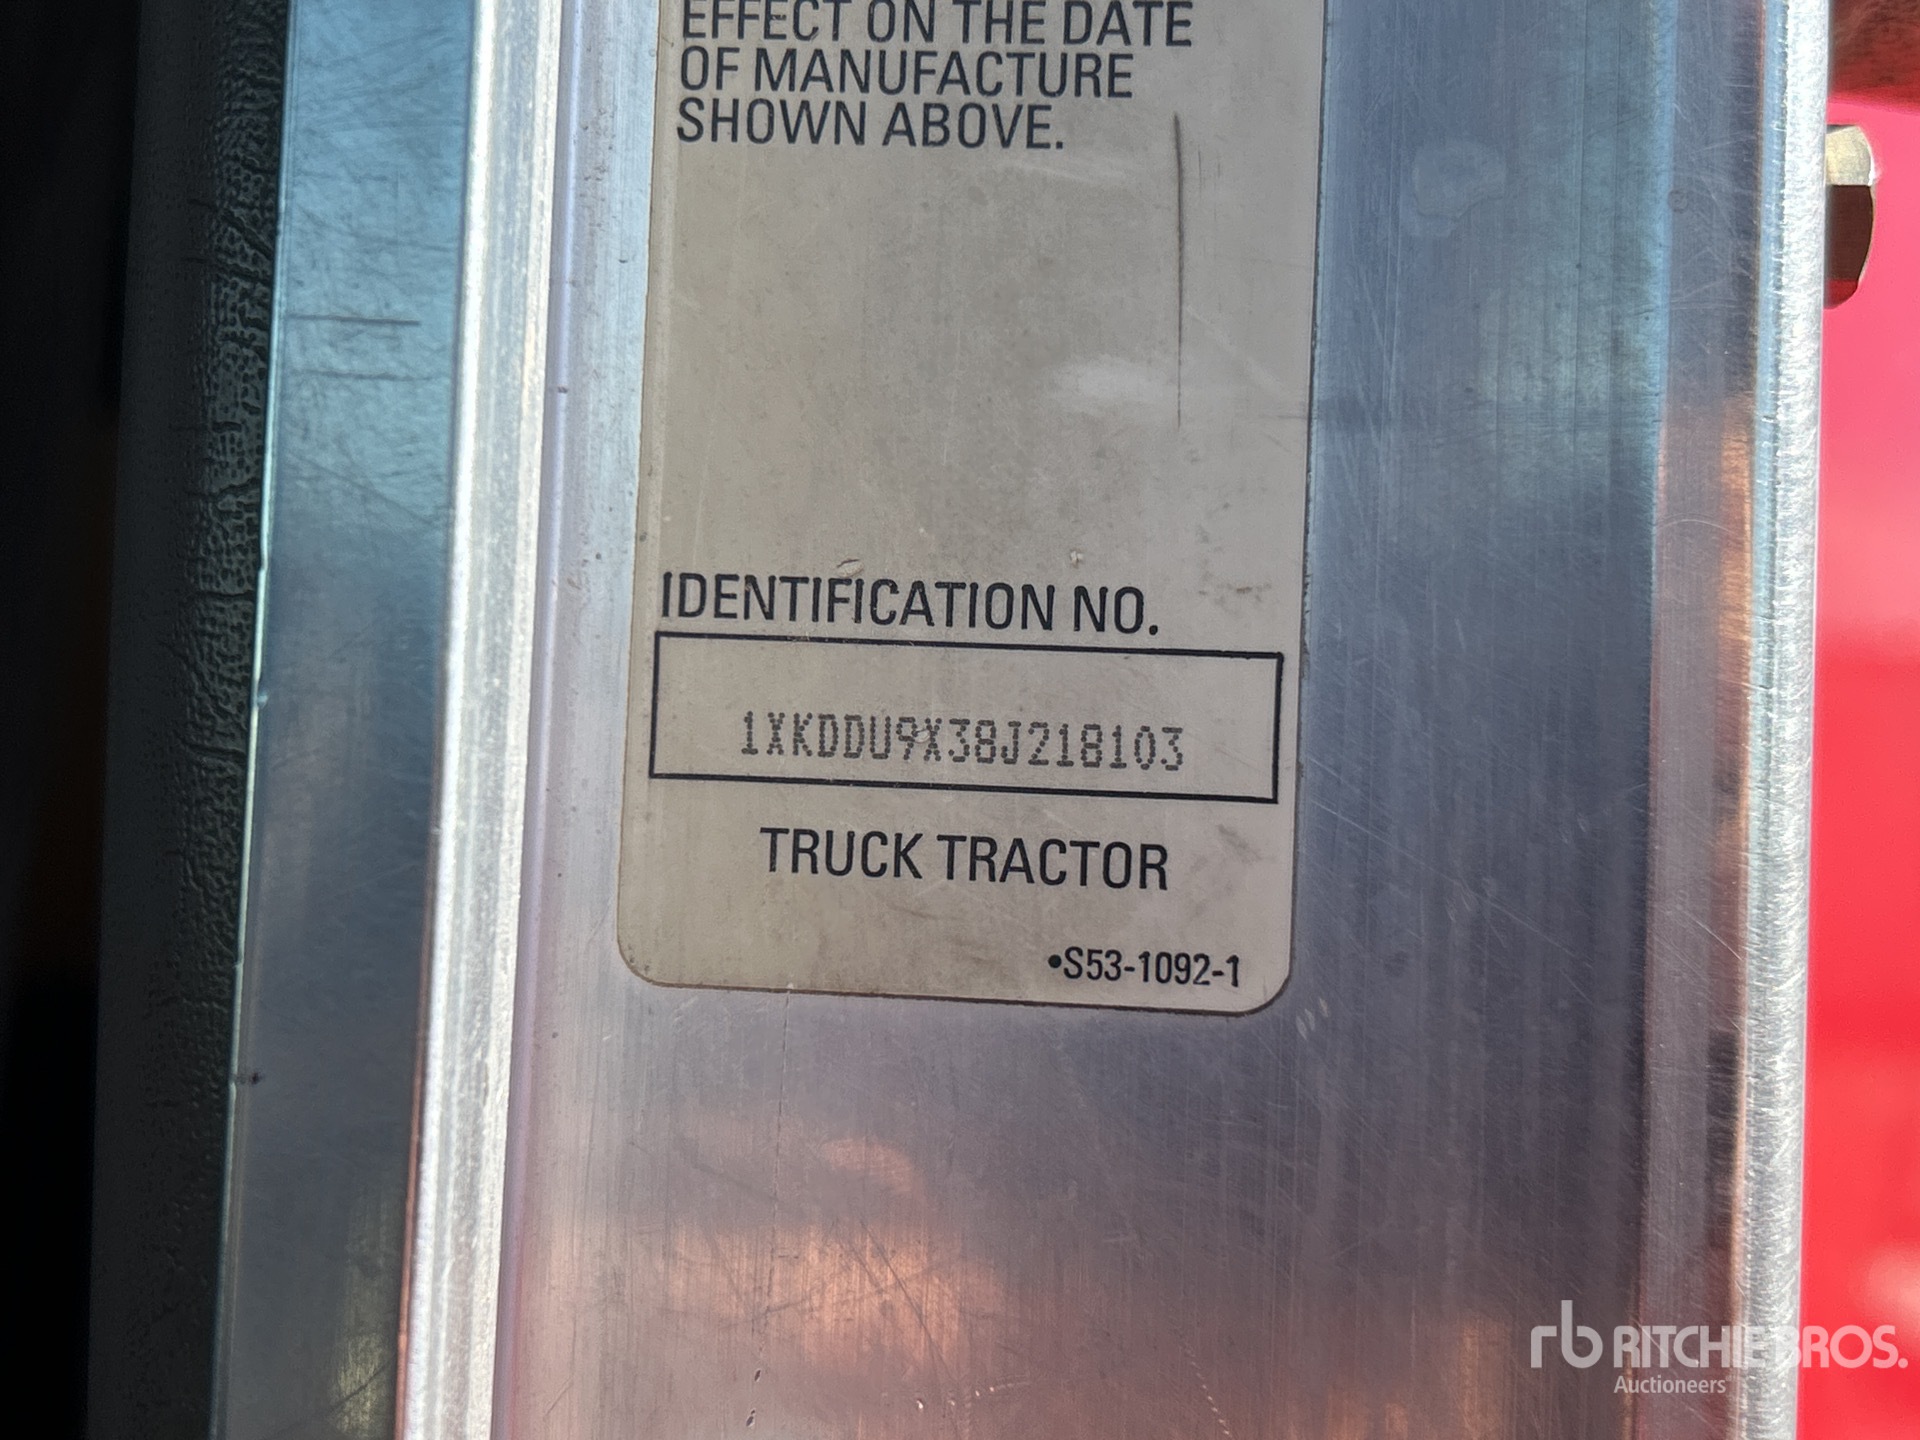 EFFECT ON THE DATE
OF MANUFACTURE
SHOWN ABOVE.
IDENTIFICATION NO.
1XKDDU9X38J218103
TRUCK TRACTOR
•S53-1092-1
rb RITCHIE BROS.
Auctioneers